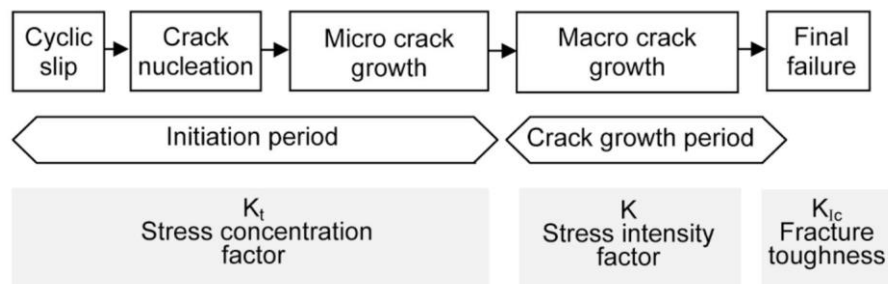 Cyclic
slip
Crack
nucleation
Micro crack
growth
Macro crack
growth
Final
failure
Initiation period
Crack growth period
Kt
Stress concentration
factor
K
Stress intensity
factor
KIc
Fracture
toughness